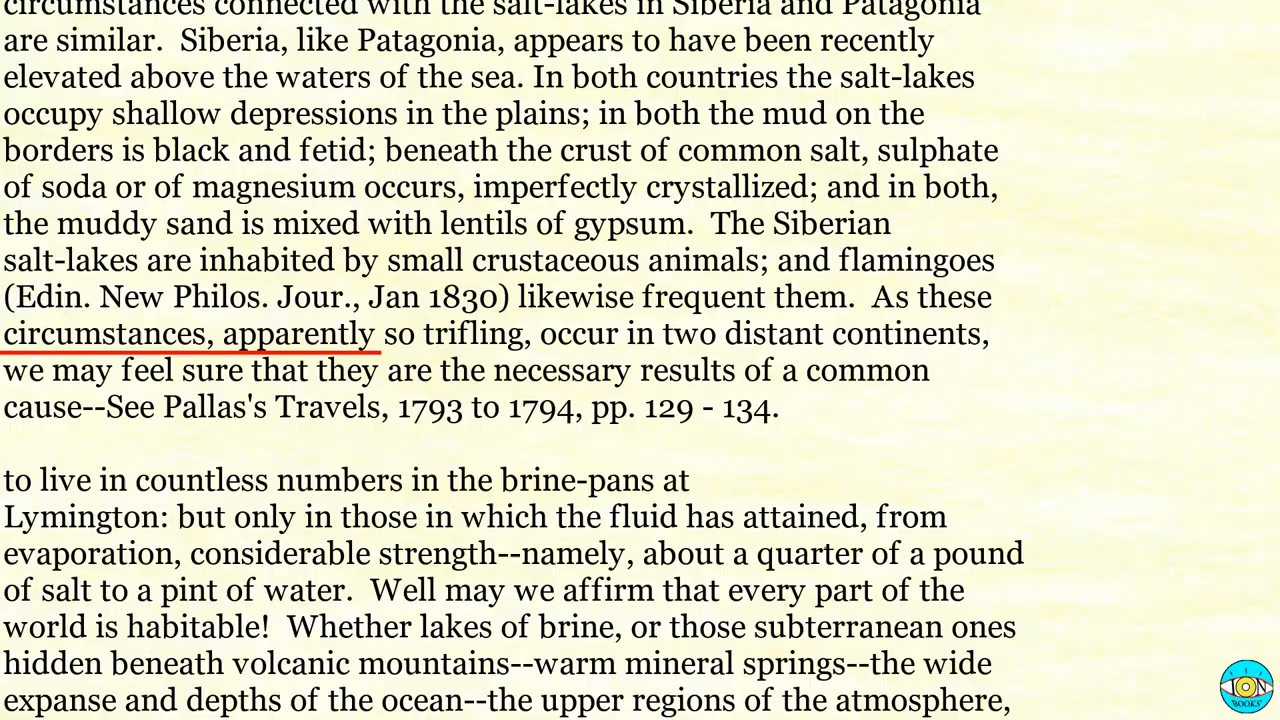 circumstances connected with the salt-lakes in Siberia and Patagonia
are similar.  Siberia, like Patagonia, appears to have been recently
elevated above the waters of the sea. In both countries the salt-lakes
occupy shallow depressions in the plains; in both the mud on the
borders is black and fetid; beneath the crust of common salt, sulphate
of soda or of magnesium occurs, imperfectly crystallized; and in both,
the muddy sand is mixed with lentils of gypsum.  The Siberian
salt-lakes are inhabited by small crustaceous animals; and flamingoes
(Edin. New Philos. Jour., Jan 1830) likewise frequent them.  As these
circumstances, apparently so trifling, occur in two distant continents,
we may feel sure that they are the necessary results of a common
cause--See Pallas's Travels, 1793 to 1794, pp. 129 - 134.
to live in countless numbers in the brine-pans at
Lymington: but only in those in which the fluid has attained, from
evaporation, considerable strength--namely, about a quarter of a pound
of salt to a pint of water.  Well may we affirm that every part of the
world is habitable!  Whether lakes of brine, or those subterranean ones
hidden beneath volcanic mountains--warm mineral springs--the wide
expanse and depths of the ocean--the upper regions of the atmosphere,
ION
BOOKS